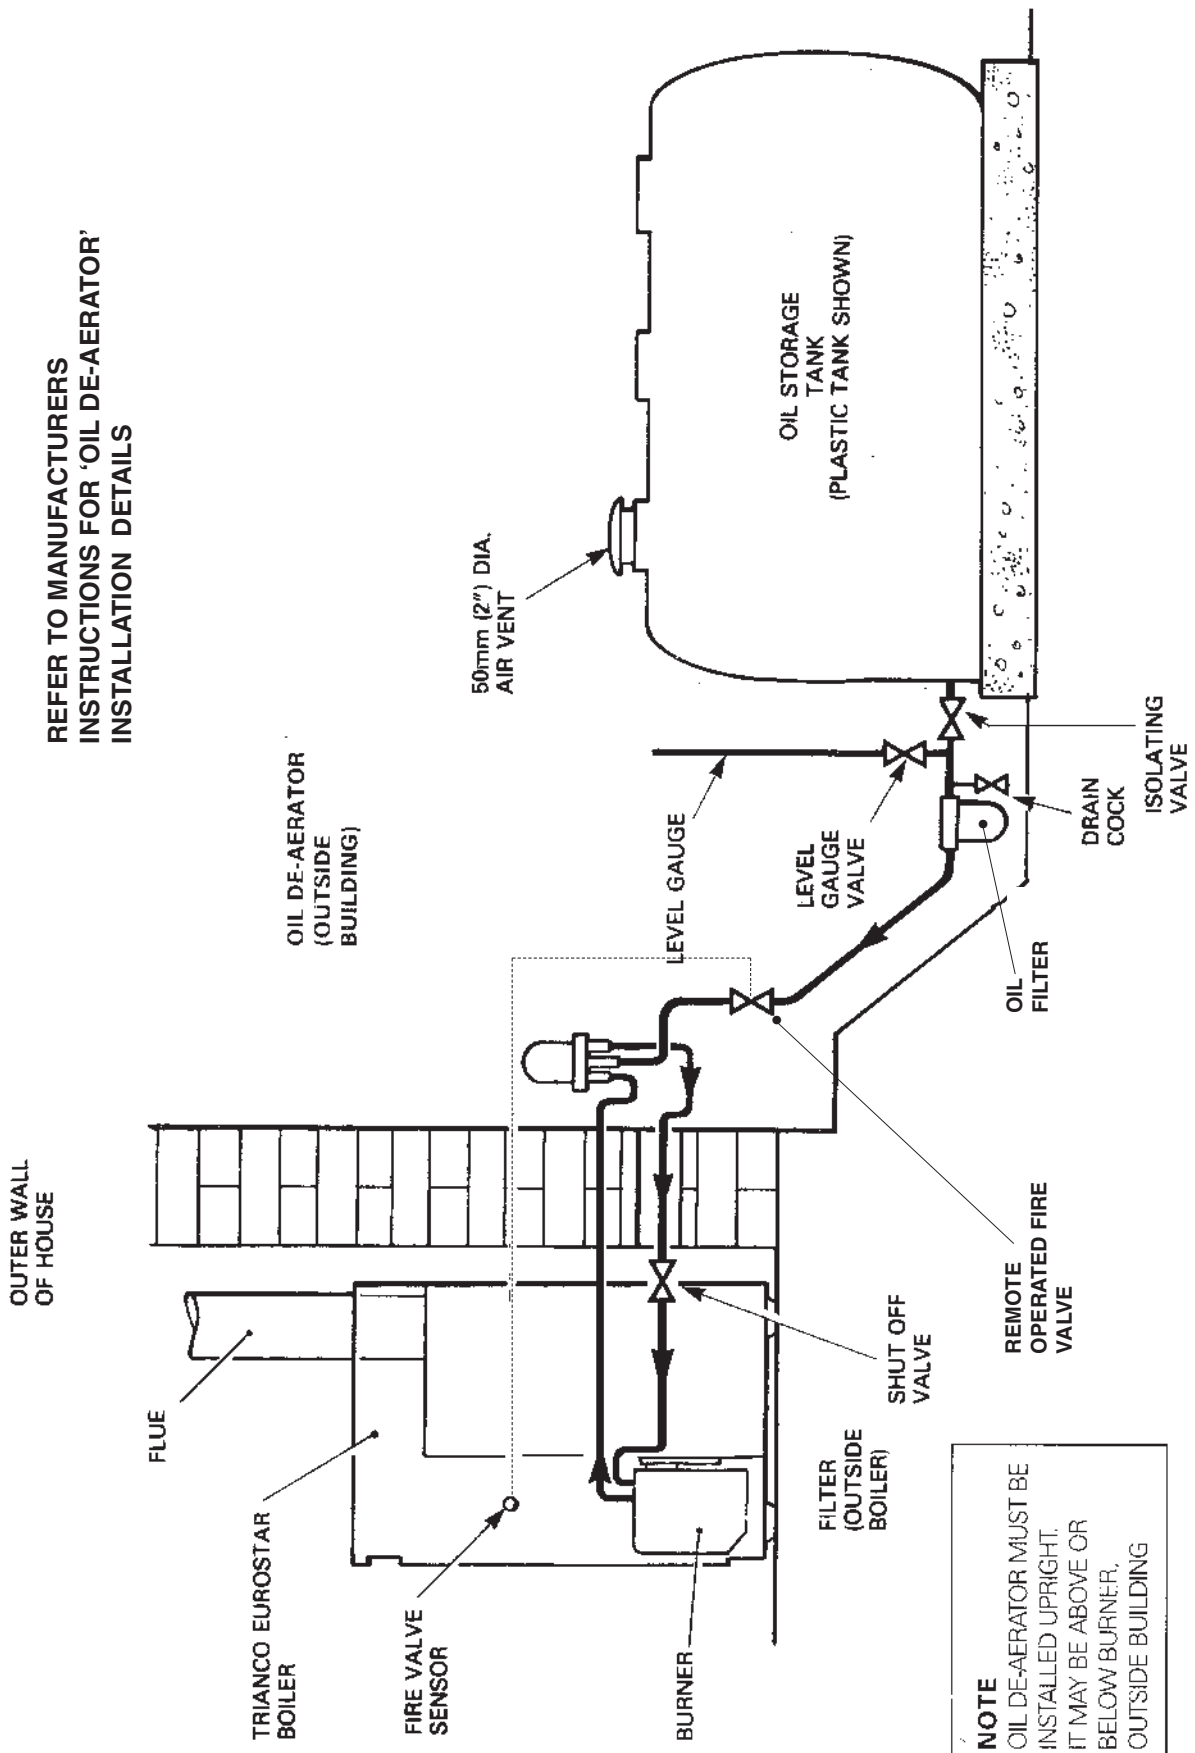 REFER TO MANUFACTURERS
INSTRUCTIONS FOR ‘OIL DE-AERATOR’
INSTALLATION DETAILS
OUTER WALL
OF HOUSE
OIL DE-AERATOR
(OUTSIDE
BUILDING)
50mm (2") DIA.
AIR VENT
FLUE
TRIANCO EUROSTAR
BOILER
FIRE VALVE
SENSOR
BURNER
FILTER
(OUTSIDE
BOILER)
SHUT OFF
VALVE
REMOTE
OPERATED FIRE
VALVE
LEVEL GAUGE
LEVEL
GAUGE
VALVE
OIL
FILTER
DRAIN
COCK
ISOLATING
VALVE
OIL STORAGE
TANK
(PLASTIC TANK SHOWN)
NOTE
OIL DE-AERATOR MUST BE
INSTALLED UPRIGHT.
IT MAY BE ABOVE OR
BELOW BURNER,
OUTSIDE BUILDING